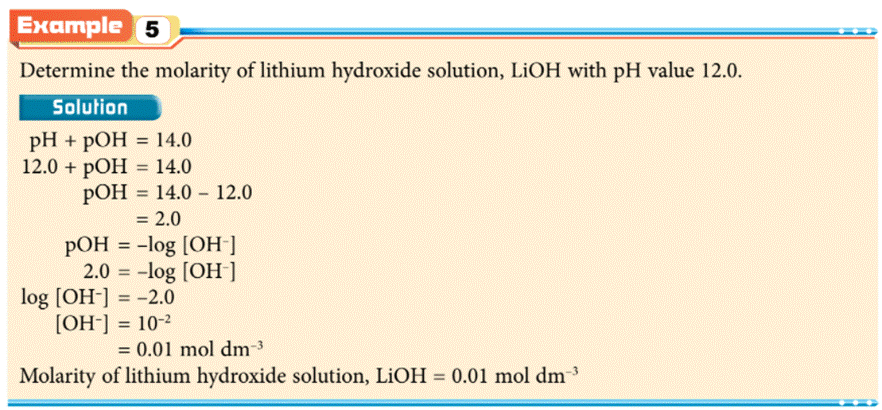 Example 5
Determine the molarity of lithium hydroxide solution, LiOH with pH value 12.0.
Solution
pH + pOH = 14.0
12.0 + pOH = 14.0
pOH = 14.0 – 12.0
= 2.0
pOH = –log [OH⁻]
2.0 = –log [OH⁻]
log [OH⁻] = –2.0
[OH⁻] = 10⁻²
= 0.01 mol dm⁻³
Molarity of lithium hydroxide solution, LiOH = 0.01 mol dm⁻³